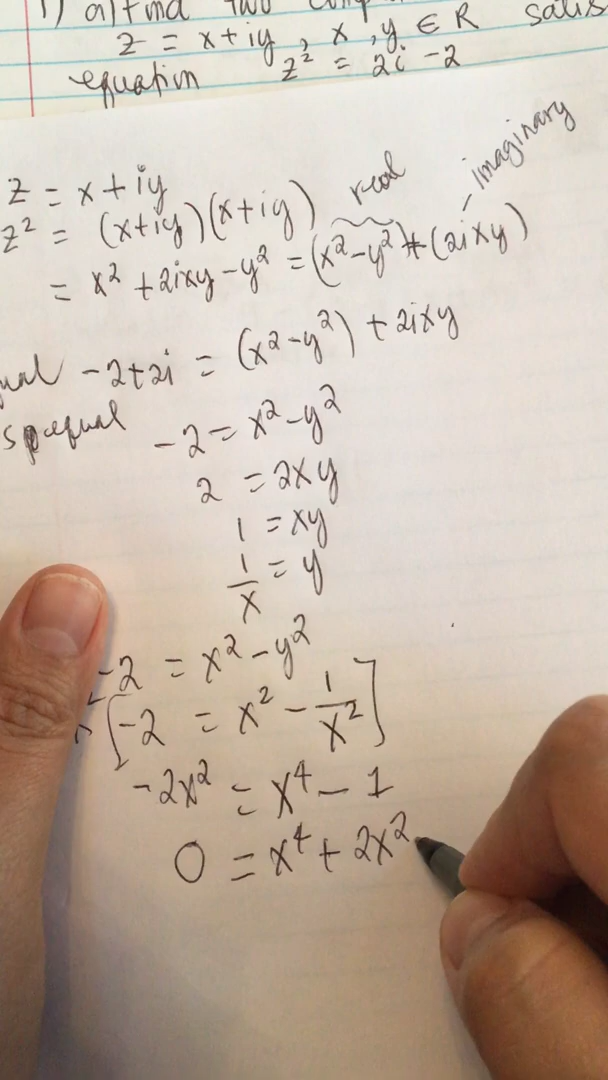 1) a) find two
z = x + iy , x , y ∈ R
equation z² = 2i - 2
z = x + iy
z² = (x+iy)(x+iy) real - imaginary
= x² + 2ixy - y² = (x² - y²) + (2ixy)
-2+2i = (x² - y²) + 2ixy
equal
-2 = x² - y²
2 = 2xy
1 = xy
1/x = y
-2 = x² - y²
[-2 = x² - 1/x²]
-2x² = x⁴ - 1
0 = x⁴ + 2x²